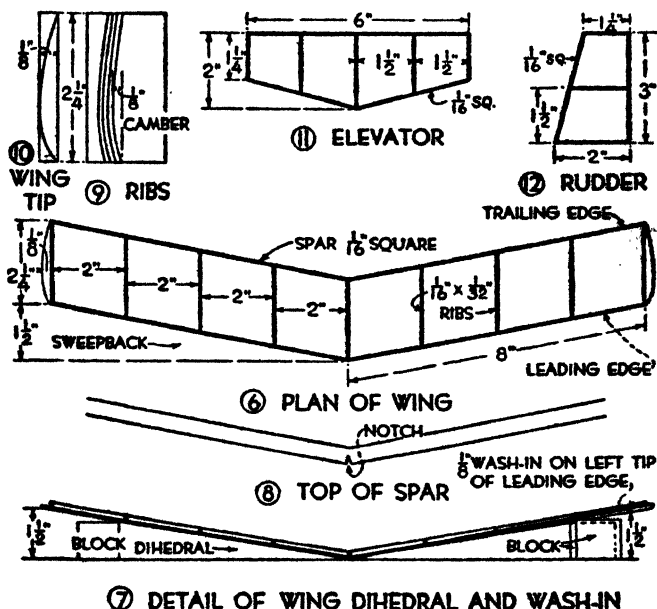 1/8"
2 1/4"
1/8"
CAMBER
⑩
WING
TIP
⑨ RIBS
6"
2"
1 1/4"
1 1/2"
1 1/2"
1/16" SQ.
⑪ ELEVATOR
1 1/4"
1/16" SQ.
1 1/2"
3"
2"
⑫ RUDDER
TRAILING EDGE
1/8"
2 1/4"
SPAR 1/16" SQUARE
2"
2"
2"
2"
1/16" x 1/32"
RIBS
1 1/2"
SWEEPBACK
8"
LEADING EDGE
⑥ PLAN OF WING
NOTCH
⑧ TOP OF SPAR
1/8" WASH-IN ON LEFT TIP
OF LEADING EDGE,
1 1/2"
BLOCK
DIHEDRAL
BLOCK
1 1/2"
⑦ DETAIL OF WING DIHEDRAL AND WASH-IN